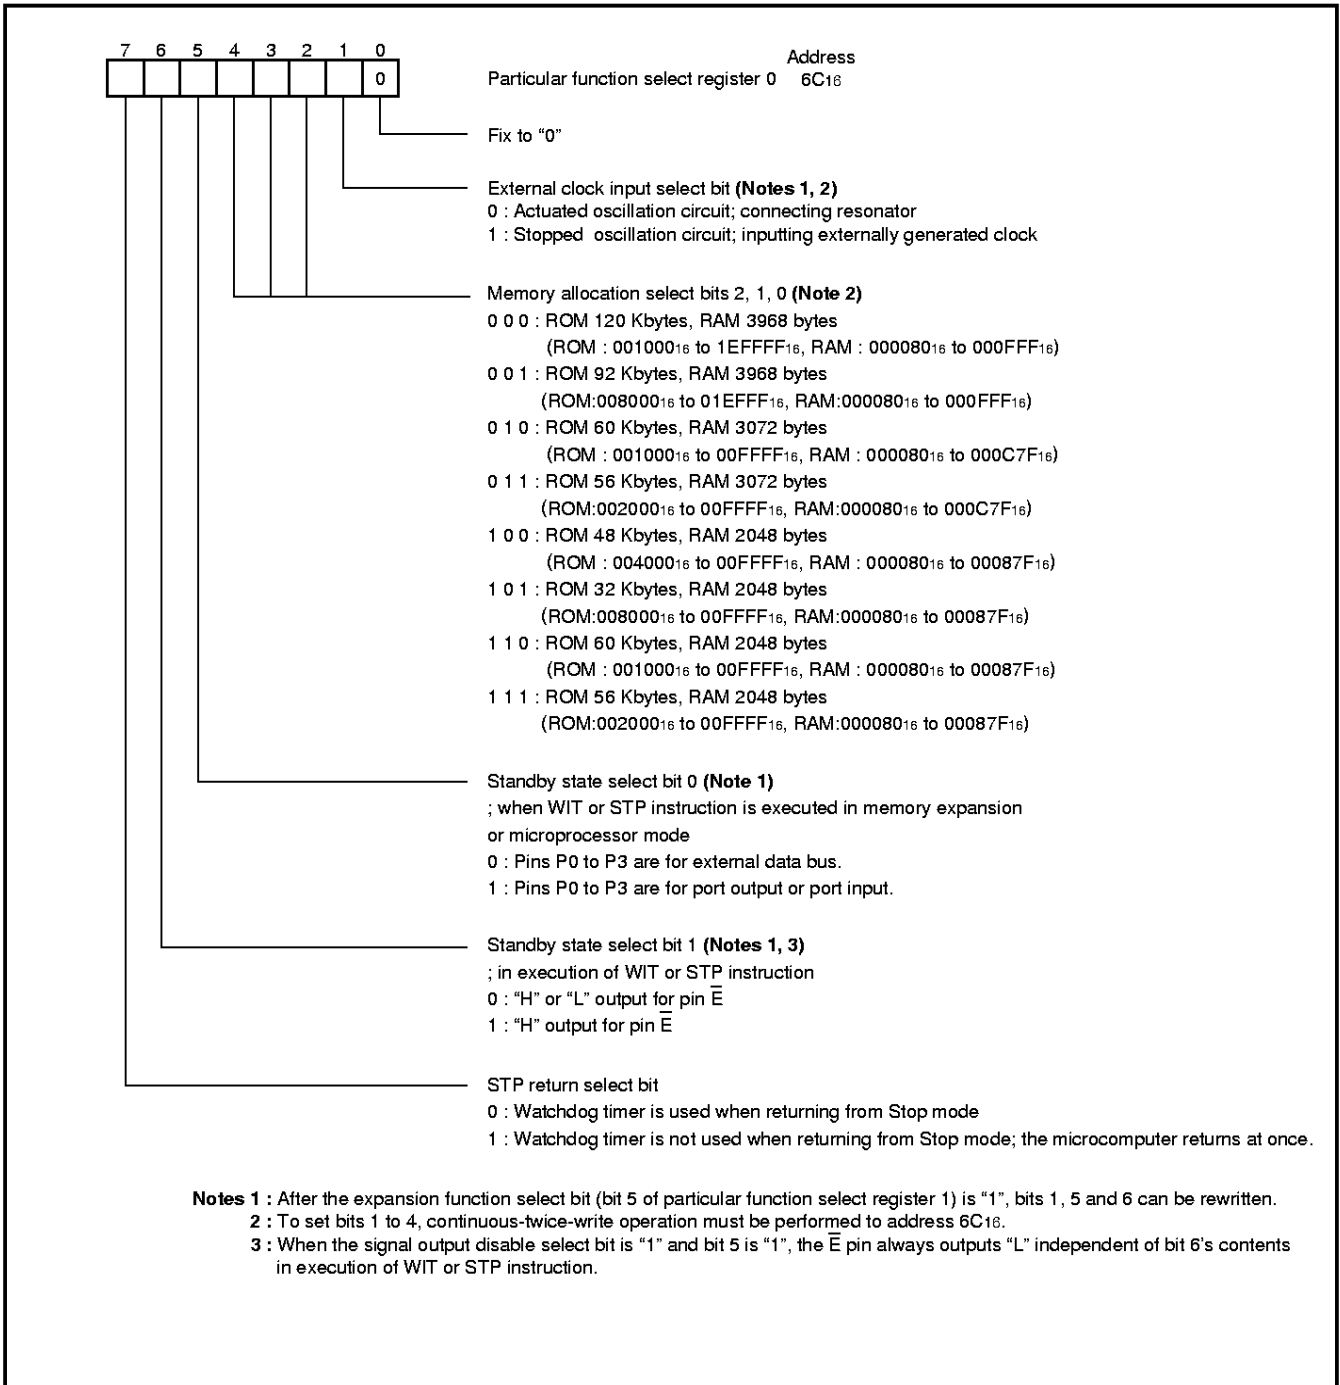 7 6 5 4 3 2 1 0
0
Address
Particular function select register 0 6C16
Fix to “0”
External clock input select bit (Notes 1, 2)
0 : Actuated oscillation circuit; connecting resonator
1 : Stopped oscillation circuit; inputting externally generated clock
Memory allocation select bits 2, 1, 0 (Note 2)
0 0 0 : ROM 120 Kbytes, RAM 3968 bytes
(ROM : 00100016 to 1EFFFF16, RAM : 00008016 to 000FFF16)
0 0 1 : ROM 92 Kbytes, RAM 3968 bytes
(ROM:00800016 to 01EFFF16, RAM:00008016 to 000FFF16)
0 1 0 : ROM 60 Kbytes, RAM 3072 bytes
(ROM : 00100016 to 00FFFF16, RAM : 00008016 to 000C7F16)
0 1 1 : ROM 56 Kbytes, RAM 3072 bytes
(ROM:00200016 to 00FFFF16, RAM:00008016 to 000C7F16)
1 0 0 : ROM 48 Kbytes, RAM 2048 bytes
(ROM : 00400016 to 00FFFF16, RAM : 00008016 to 00087F16)
1 0 1 : ROM 32 Kbytes, RAM 2048 bytes
(ROM:00800016 to 00FFFF16, RAM:00008016 to 00087F16)
1 1 0 : ROM 60 Kbytes, RAM 2048 bytes
(ROM : 00100016 to 00FFFF16, RAM : 00008016 to 00087F16)
1 1 1 : ROM 56 Kbytes, RAM 2048 bytes
(ROM:00200016 to 00FFFF16, RAM:00008016 to 00087F16)
Standby state select bit 0 (Note 1)
; when WIT or STP instruction is executed in memory expansion
or microprocessor mode
0 : Pins P0 to P3 are for external data bus.
1 : Pins P0 to P3 are for port output or port input.
Standby state select bit 1 (Notes 1, 3)
; in execution of WIT or STP instruction
0 : “H” or “L” output for pin E̅
1 : “H” output for pin E̅
STP return select bit
0 : Watchdog timer is used when returning from Stop mode
1 : Watchdog timer is not used when returning from Stop mode; the microcomputer returns at once.
Notes 1 : After the expansion function select bit (bit 5 of particular function select register 1) is “1”, bits 1, 5 and 6 can be rewritten.
2 : To set bits 1 to 4, continuous-twice-write operation must be performed to address 6C16.
3 : When the signal output disable select bit is “1” and bit 5 is “1”, the E̅ pin always outputs “L” independent of bit 6’s contents
in execution of WIT or STP instruction.